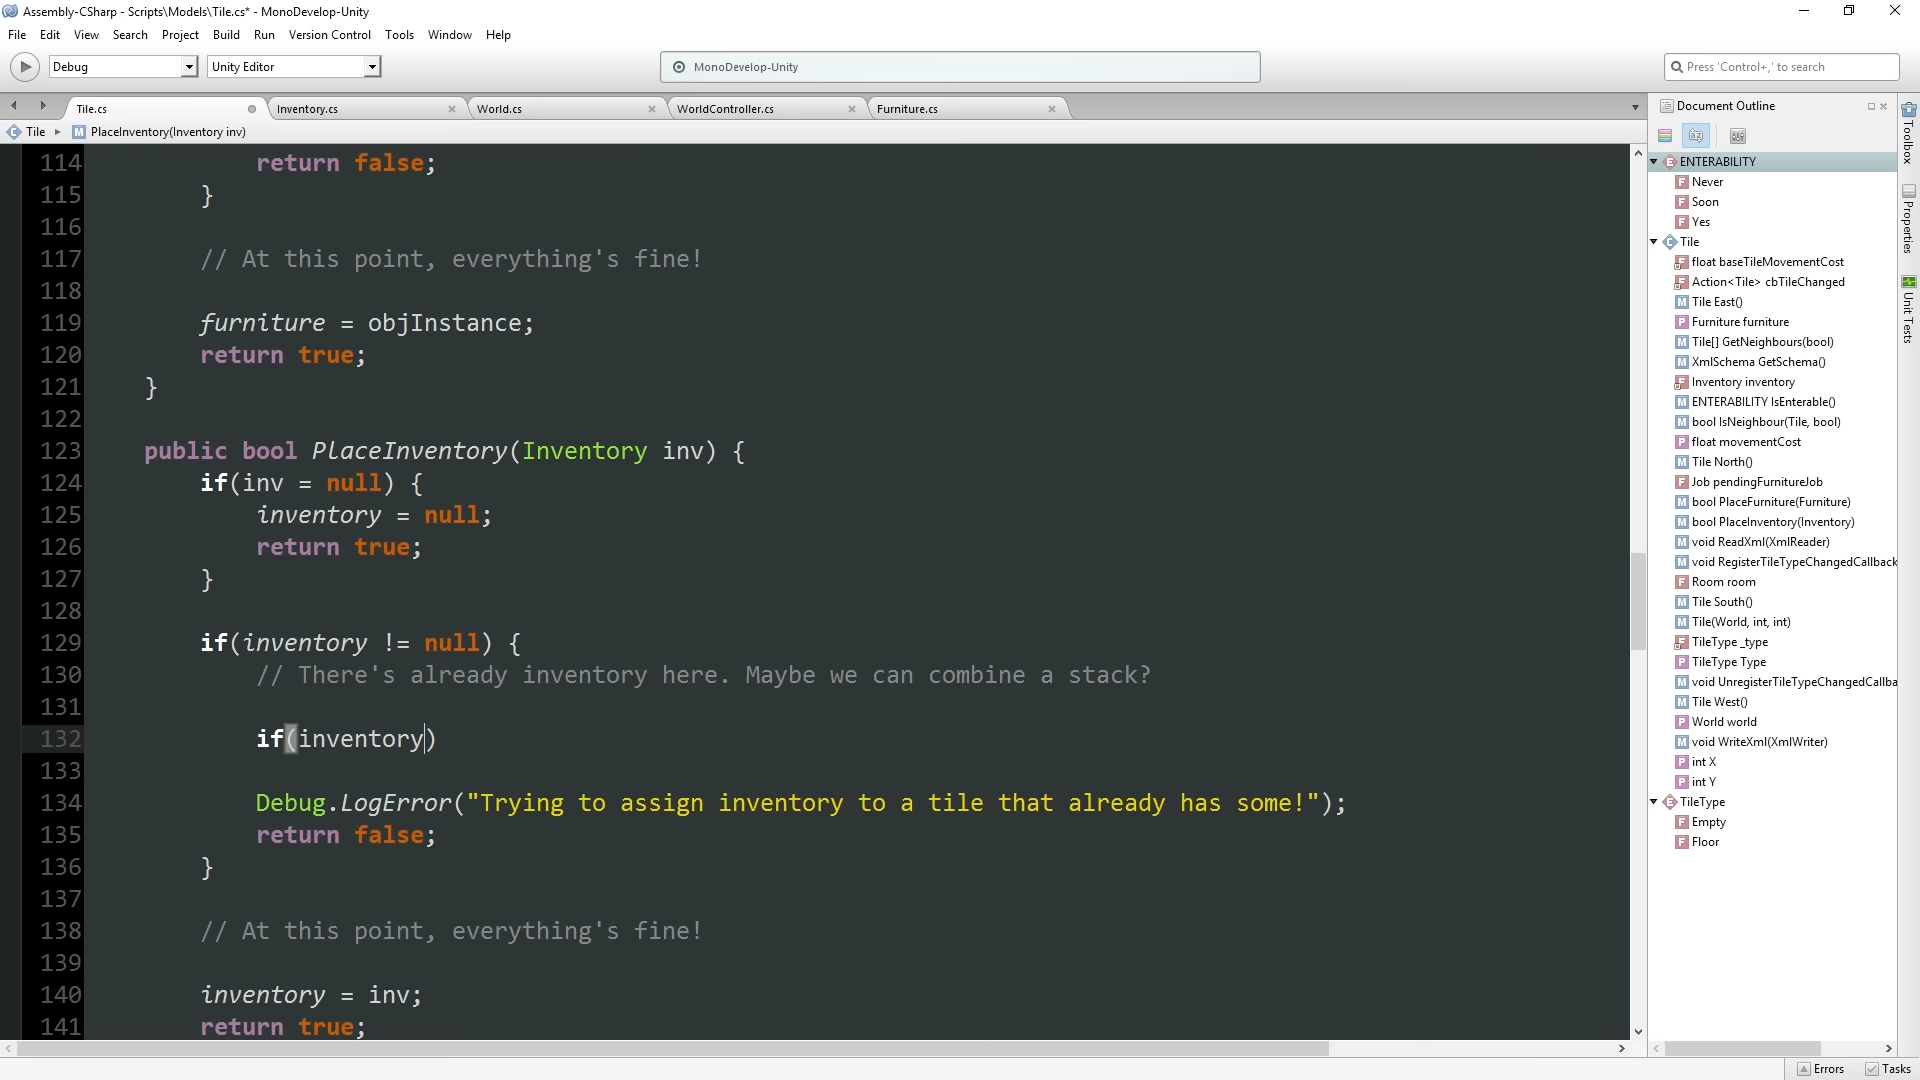 Assembly-CSharp - Scripts\Models\Tile.cs* - MonoDevelop-Unity
File Edit View Search Project Build Run Version Control Tools Window Help
Debug Unity Editor MonoDevelop-Unity Press 'Control+,' to search
Tile.cs Inventory.cs World.cs WorldController.cs Furniture.cs
Tile PlaceInventory(Inventory inv)
114 return false;
115 }
116
117 // At this point, everything's fine!
118
119 furniture = objInstance;
120 return true;
121 }
122
123 public bool PlaceInventory(Inventory inv) {
124 if(inv = null) {
125 inventory = null;
126 return true;
127 }
128
129 if(inventory != null) {
130 // There's already inventory here. Maybe we can combine a stack?
131
132 if(inventory)
133
134 Debug.LogError("Trying to assign inventory to a tile that already has some!");
135 return false;
136 }
137
138 // At this point, everything's fine!
139
140 inventory = inv;
141 return true;
Document Outline
ENTERABILITY
Never
Soon
Yes
Tile
float baseTileMovementCost
Action<Tile> cbTileChanged
Tile East()
Furniture furniture
Tile[] GetNeighbours(bool)
XmlSchema GetSchema()
Inventory inventory
ENTERABILITY IsEnterable()
bool IsNeighbour(Tile, bool)
float movementCost
Tile North()
Job pendingFurnitureJob
bool PlaceFurniture(Furniture)
bool PlaceInventory(Inventory)
void ReadXml(XmlReader)
void RegisterTileTypeChangedCallback
Room room
Tile South()
Tile(World, int, int)
TileType _type
TileType Type
void UnregisterTileTypeChangedCallba
Tile West()
World world
void WriteXml(XmlWriter)
int X
int Y
TileType
Empty
Floor
Toolbox
Properties
Unit Tests
Errors Tasks